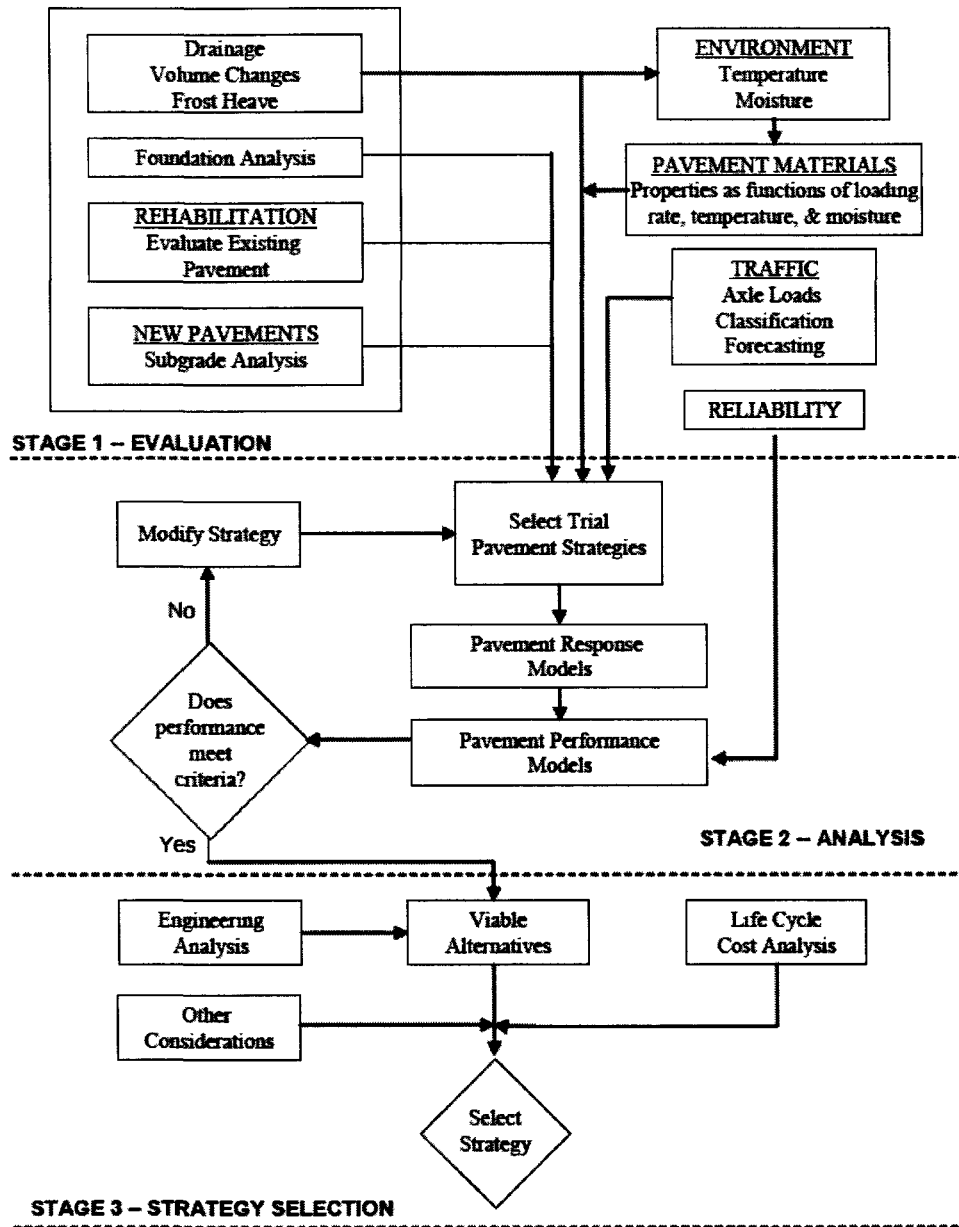 Drainage
Volume Changes
Frost Heave
ENVIRONMENT
Temperature
Moisture
Foundation Analysis
PAVEMENT MATERIALS
Properties as functions of loading
rate, temperature, & moisture
REHABILITATION
Evaluate Existing
Pavement
TRAFFIC
Axle Loads
Classification
Forecasting
NEW PAVEMENTS
Subgrade Analysis
RELIABILITY
STAGE 1 – EVALUATION
Modify Strategy
Select Trial
Pavement Strategies
No
Pavement Response
Models
Does
performance
meet
criteria?
Pavement Performance
Models
Yes
STAGE 2 – ANALYSIS
Engineering
Analysis
Viable
Alternatives
Life Cycle
Cost Analysis
Other
Considerations
Select
Strategy
STAGE 3 – STRATEGY SELECTION